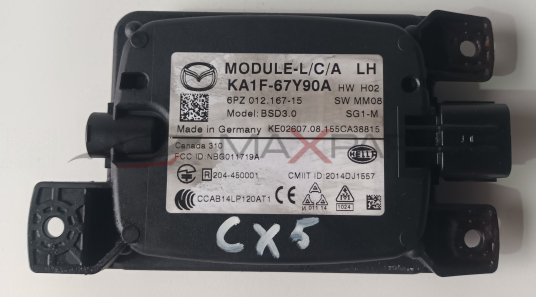 MODULE-L/C/A LH
KA1F-67Y90A HW H02
6PZ 012.167-15 SW MM08
Model: BSD3.0 SG1-M
Made in Germany KE02607.08.155CA38815
Canada 310
FCC ID: NBG011719A
HELLA
R 204-450001 CMIIT ID: 2014DJ1557
CCAB14LP120AT1
1024
CX5